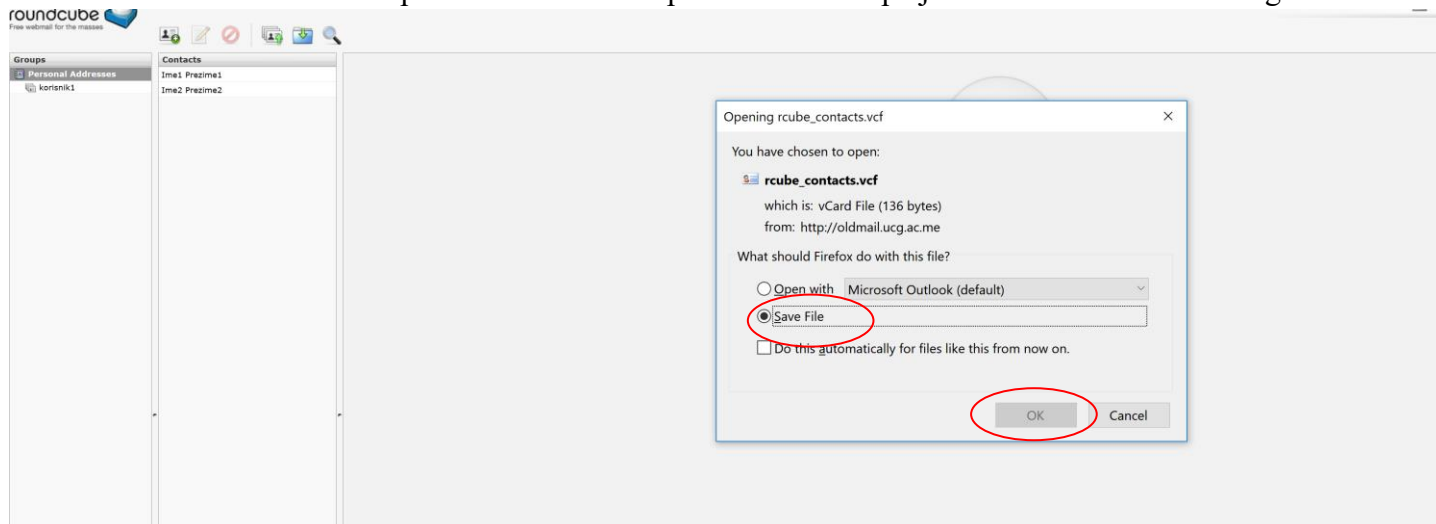 roundcube
Free webmail for the masses
Groups
Contacts
Personal Addresses
Ime1 Prezime1
korisnik1
Ime2 Prezime2
Opening rcube_contacts.vcf
You have chosen to open:
rcube_contacts.vcf
which is: vCard File (136 bytes)
from: http://oldmail.ucg.ac.me
What should Firefox do with this file?
Open with Microsoft Outlook (default)
Save File
Do this automatically for files like this from now on.
OK Cancel